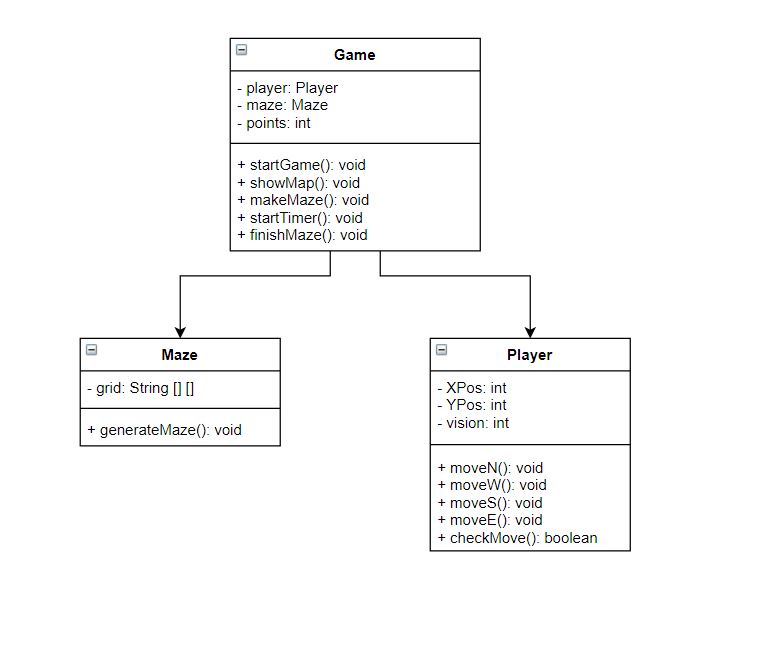 Game
- player: Player
- maze: Maze
- points: int
+ startGame(): void
+ showMap(): void
+ makeMaze(): void
+ startTimer(): void
+ finishMaze(): void
Maze
- grid: String [] []
+ generateMaze(): void
Player
- XPos: int
- YPos: int
- vision: int
+ moveN(): void
+ moveW(): void
+ moveS(): void
+ moveE(): void
+ checkMove(): boolean